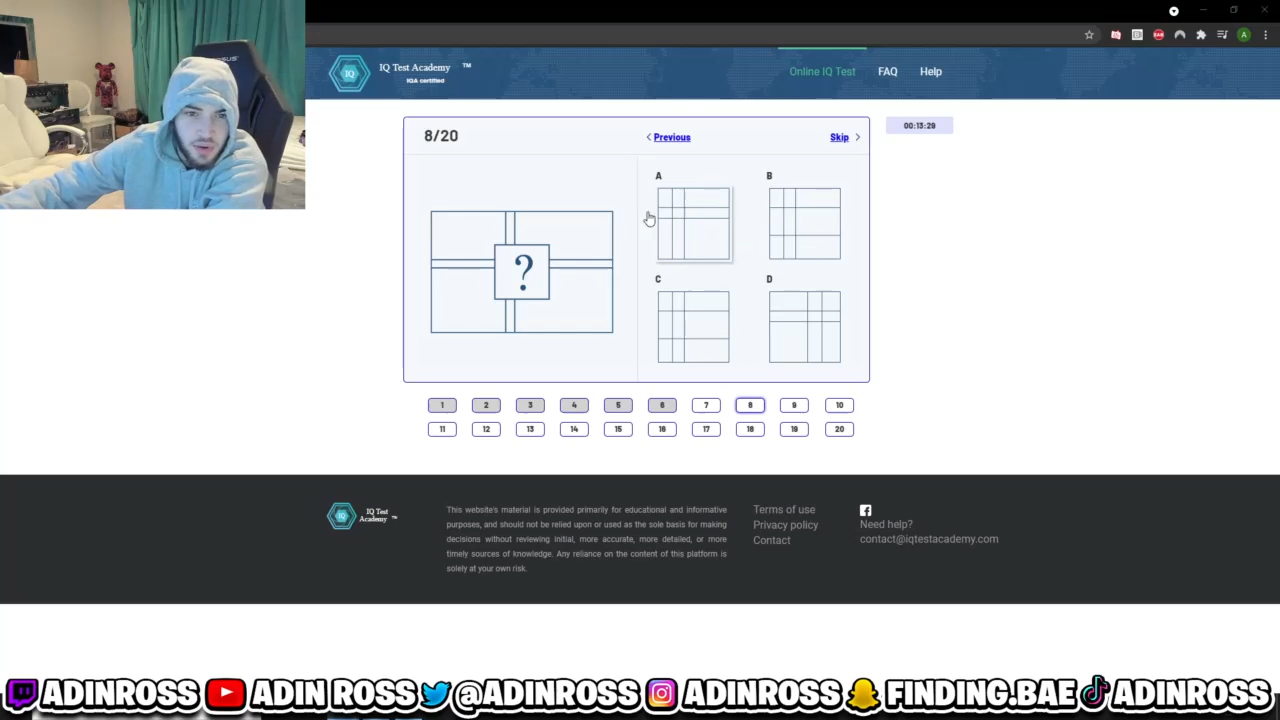 IQ Test Academy ™
IQ
IQA certified
Online IQ Test
FAQ
Help
8/20
Previous
Skip
00:13:29
?
A
B
C
D
1 2 3 4 5 6 7 8 9 10
11 12 13 14 15 16 17 18 19 20
IQ
IQ Test
Academy ™
This website's material is provided primarily for educational and informative
purposes, and should not be relied upon or used as the sole basis for making
decisions without reviewing initial, more accurate, more detailed, or more
timely sources of knowledge. Any reliance on the content of this platform is
solely at your own risk.
Terms of use
Privacy policy
Contact
Need help?
contact@iqtestacademy.com
ADINROSS ADIN ROSS @ADINROSS ADINROSS FINDING.BAE ADINROSS